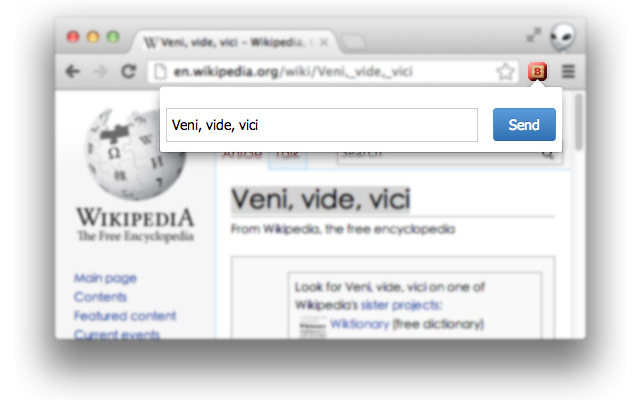 Veni, vide, vici – Wikipedia,
en.wikipedia.org/wiki/Veni,_vide,_vici
B
Veni, vide, vici
Send
Article Talk
Search
Veni, vide, vici
From Wikipedia, the free encyclopedia
WIKIPEDIA
The Free Encyclopedia
Main page
Contents
Featured content
Current events
Look for Veni, vide, vici on one of
Wikipedia's sister projects:
Wiktionary (free dictionary)